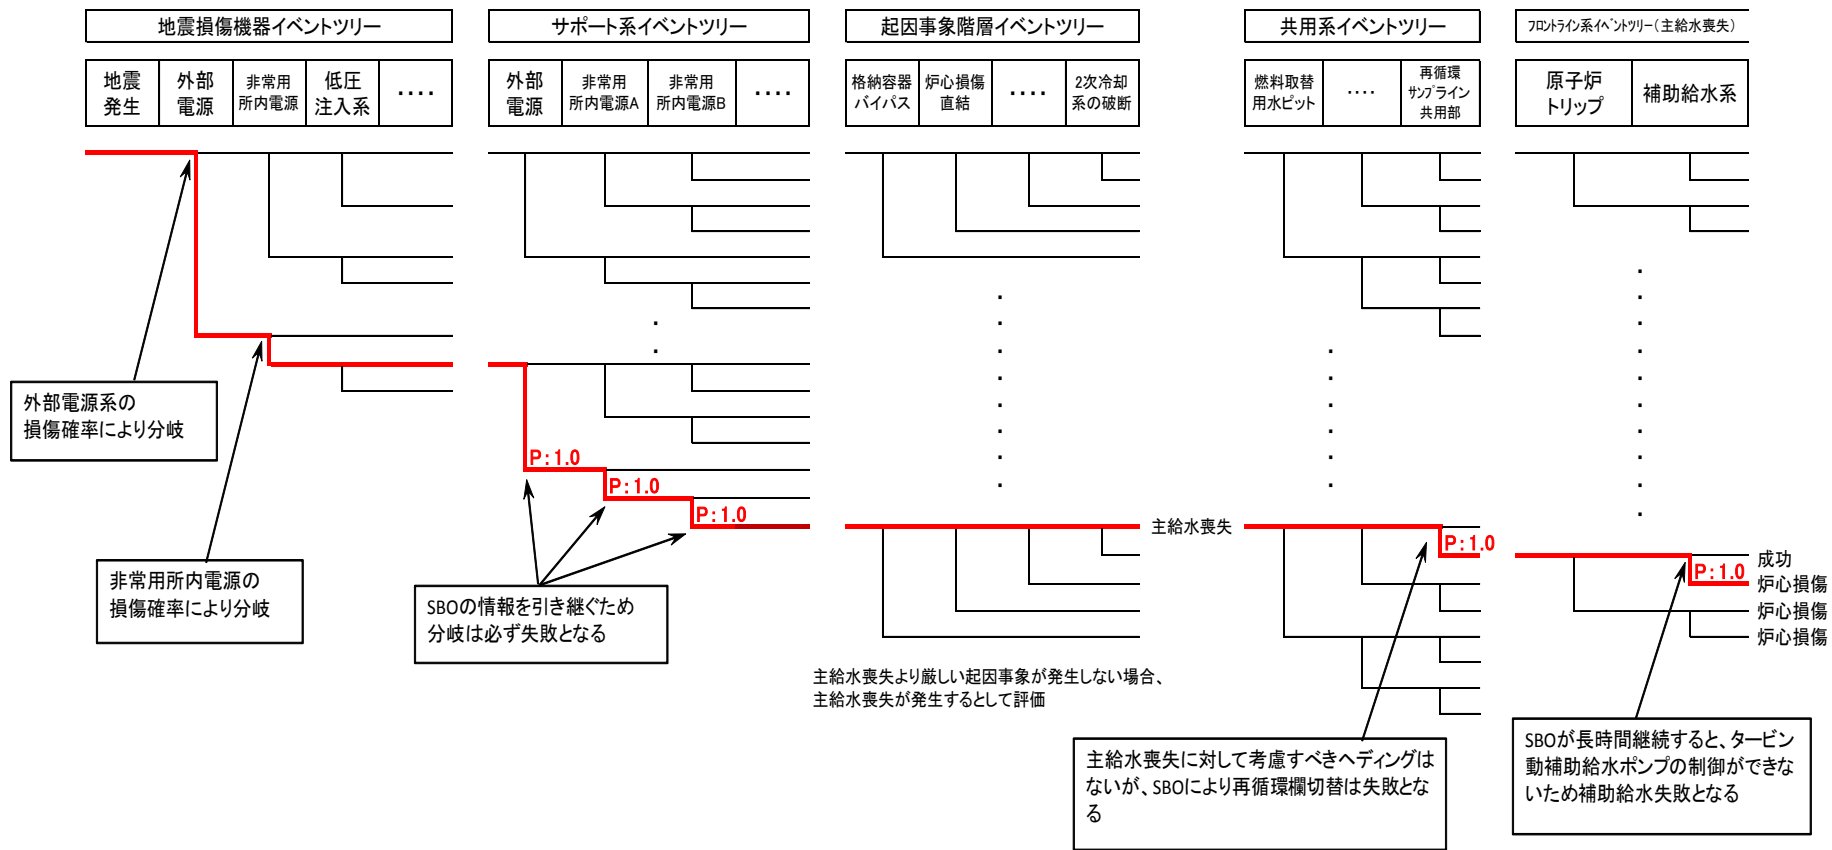 地震損傷機器イベントツリー
地震
発生
外部
電源
非常用
所内電源
低圧
注入系
‥‥
サポート系イベントツリー
外部
電源
非常用
所内電源A
非常用
所内電源B
‥‥
起因事象階層イベントツリー
格納容器
バイパス
炉心損傷
直結
‥‥
2次冷却
系の破断
共用系イベントツリー
燃料取替
用水ピット
‥‥
再循環
サンプライン
共用部
フロントライン系イベントツリー(主給水喪失)
原子炉
トリップ
補助給水系
外部電源系の
損傷確率により分岐
非常用所内電源の
損傷確率により分岐
P:1.0
P:1.0
P:1.0
SBOの情報を引き継ぐため
分岐は必ず失敗となる
主給水喪失
主給水喪失より厳しい起因事象が発生しない場合、
主給水喪失が発生するとして評価
P:1.0
主給水喪失に対して考慮すべきヘディングは
ないが、SBOにより再循環欄切替は失敗とな
る
P:1.0
成功
炉心損傷
炉心損傷
炉心損傷
SBOが長時間継続すると、タービン
動補助給水ポンプの制御ができな
いため補助給水失敗となる